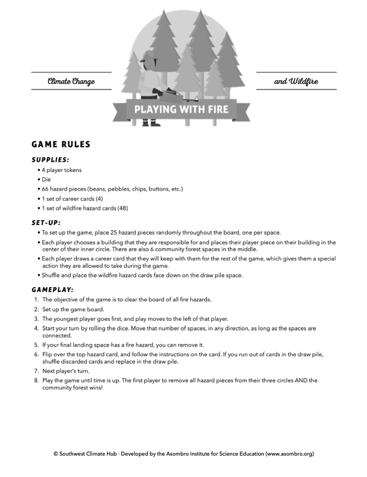 Climate Change
and Wildfire
PLAYING WITH FIRE
GAME RULES
SUPPLIES:
• 4 player tokens
• Die
• 66 hazard pieces (beans, pebbles, chips, buttons, etc.)
• 1 set of career cards (4)
• 1 set of wildfire hazard cards (48)
SET-UP:
• To set up the game, place 25 hazard pieces randomly throughout the board, one per space.
• Each player chooses a building that they are responsible for and places their player piece on their building in the
center of their inner circle. There are also 6 community forest spaces in the middle.
• Each player draws a career card that they will keep with them for the rest of the game, which gives them a special
action they are allowed to take during the game.
• Shuffle and place the wildfire hazard cards face down on the draw pile space.
GAMEPLAY:
1. The objective of the game is to clear the board of all fire hazards.
2. Set up the game board.
3. The youngest player goes first, and play moves to the left of that player.
4. Start your turn by rolling the dice. Move that number of spaces, in any direction, as long as the spaces are
connected.
5. If your final landing space has a fire hazard, you can remove it.
6. Flip over the top hazard card, and follow the instructions on the card. If you run out of cards in the draw pile,
shuffle discarded cards and replace in the draw pile.
7. Next player's turn.
8. Play the game until time is up. The first player to remove all hazard pieces from their three circles AND the
community forest wins!
© Southwest Climate Hub · Developed by the Asombro Institute for Science Education (www.asombro.org)